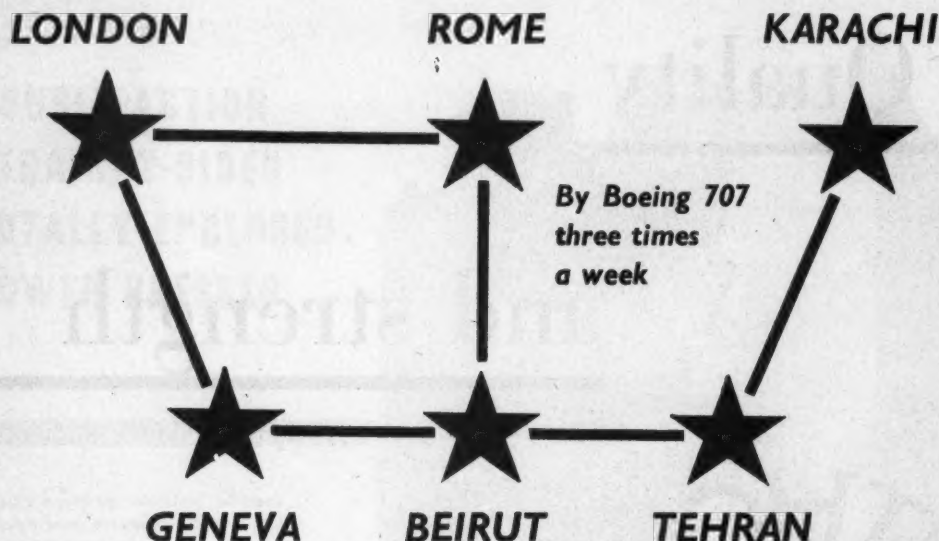 LONDON ROME KARACHI
By Boeing 707
three times
a week
GENEVA BEIRUT TEHRAN